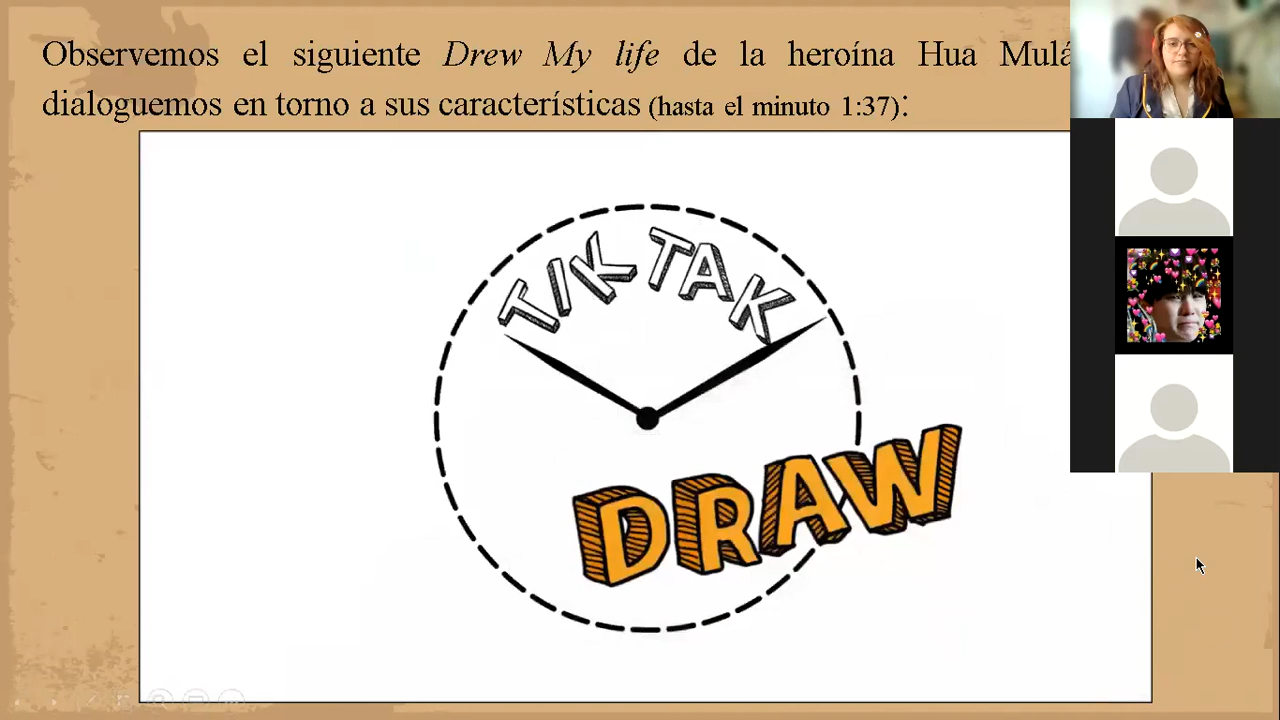 Observemos el siguiente Drew My life de la heroína Hua
dialoguemos en torno a sus características (hasta el minuto 1:37):
TIK TAK
DRAW